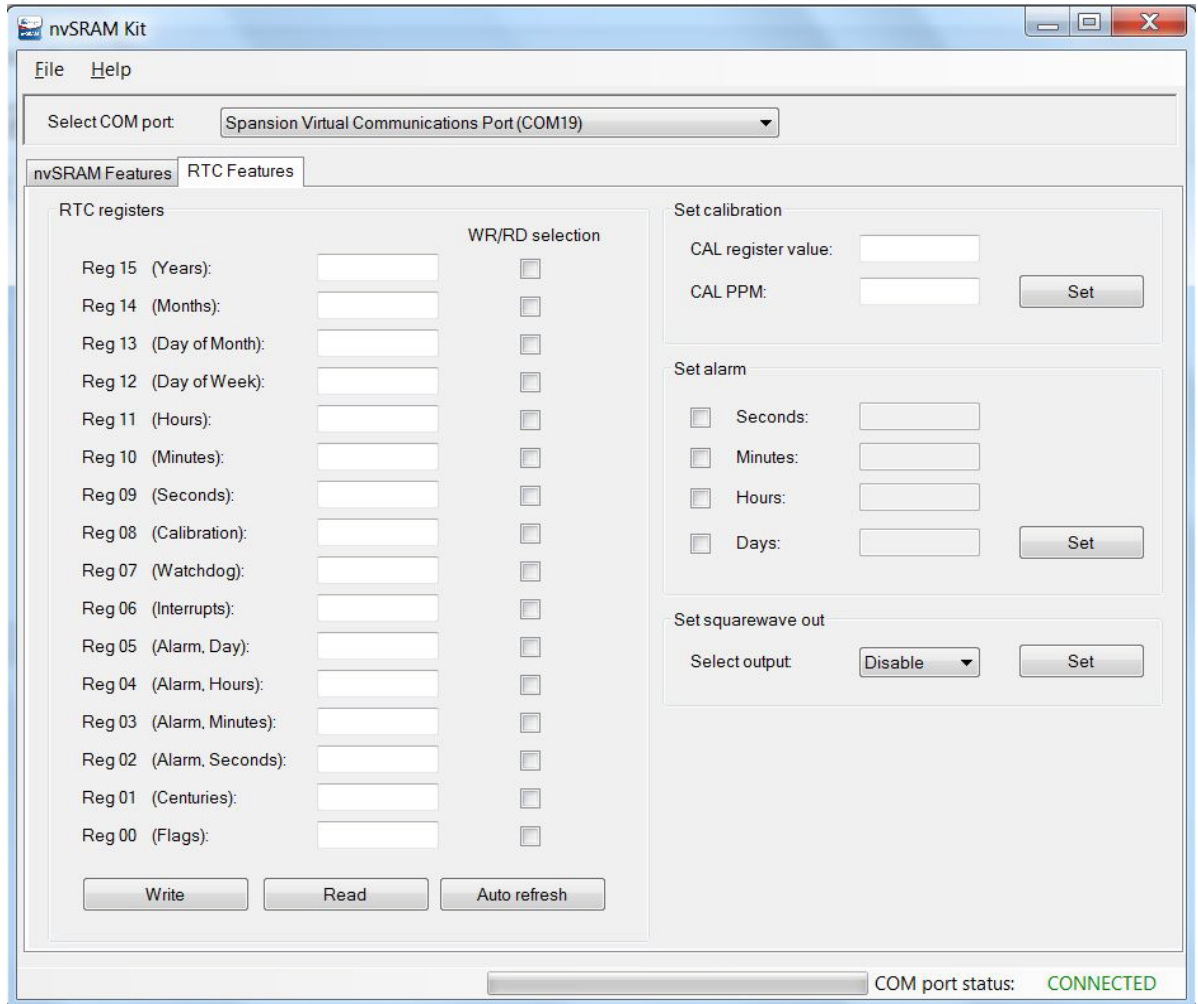 nvSRAM Kit
File Help
Select COM port: Spansion Virtual Communications Port (COM19)
nvSRAM Features RTC Features
RTC registers
WR/RD selection
Reg 15 (Years):
Reg 14 (Months):
Reg 13 (Day of Month):
Reg 12 (Day of Week):
Reg 11 (Hours):
Reg 10 (Minutes):
Reg 09 (Seconds):
Reg 08 (Calibration):
Reg 07 (Watchdog):
Reg 06 (Interrupts):
Reg 05 (Alarm, Day):
Reg 04 (Alarm, Hours):
Reg 03 (Alarm, Minutes):
Reg 02 (Alarm, Seconds):
Reg 01 (Centuries):
Reg 00 (Flags):
Write Read Auto refresh
Set calibration
CAL register value:
CAL PPM: Set
Set alarm
Seconds:
Minutes:
Hours:
Days: Set
Set squarewave out
Select output: Disable Set
COM port status: CONNECTED